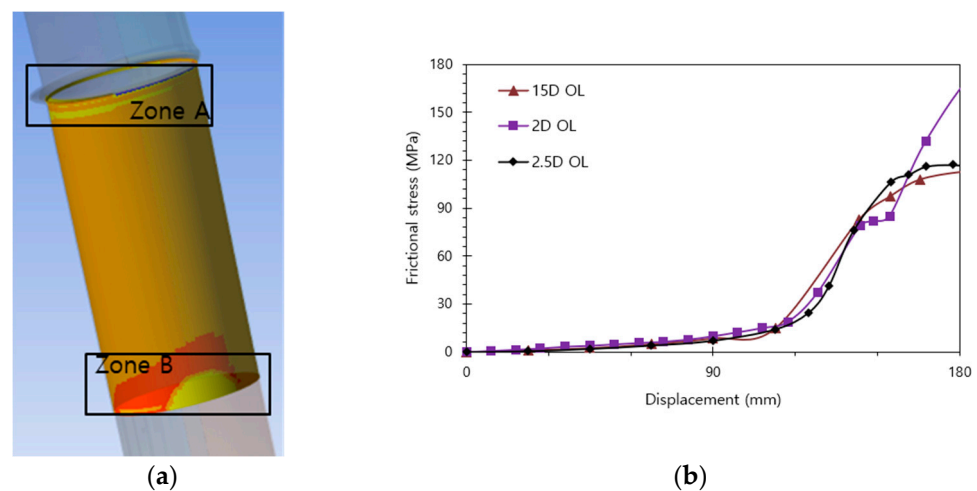 Zone A
Zone B
(a)
180
150
120
90
60
30
0
Frictional stress (MPa)
15D OL
2D OL
2.5D OL
0
90
180
Displacement (mm)
(b)